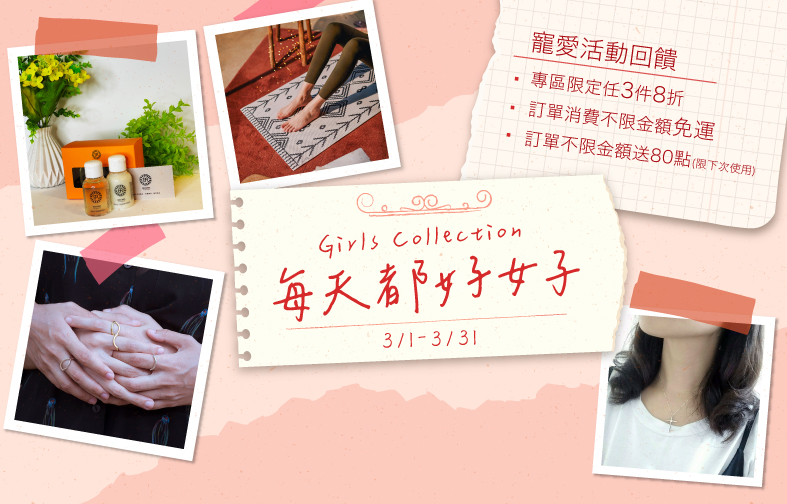 寵愛活動回饋
▪ 專區限定任3件8折
▪ 訂單消費不限金額免運
▪ 訂單不限金額送80點(限下次使用)
Girls Collection
每天都好好女子
3/1-3/31